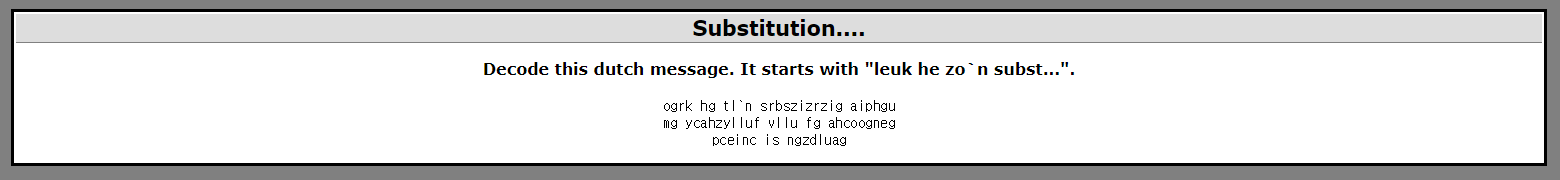 Substitution....
Decode this dutch message. It starts with "leuk he zo`n subst...".
ogrk hg tl`n srbszizrzig aiphgu
mg ycahzylluf vllu fg ahcoogneg
pceinc is ngzdluag